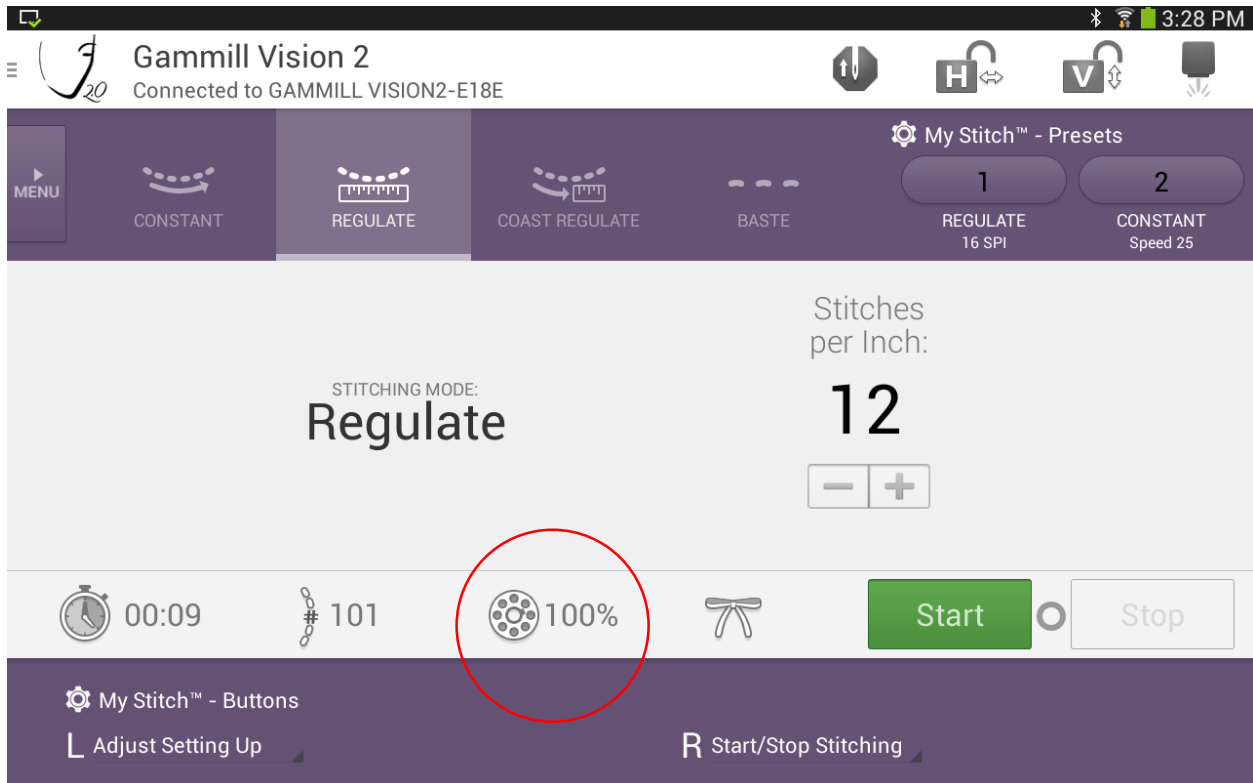 3:28 PM
20
Gammill Vision 2
Connected to GAMMILL VISION2-E18E
H
V
My Stitch™ - Presets
MENU
CONSTANT
REGULATE
COAST REGULATE
BASTE
1
2
REGULATE
16 SPI
CONSTANT
Speed 25
STITCHING MODE:
Regulate
Stitches
per Inch:
12
00:09
# 101
100%
Start
Stop
My Stitch™ - Buttons
L Adjust Setting Up
R Start/Stop Stitching